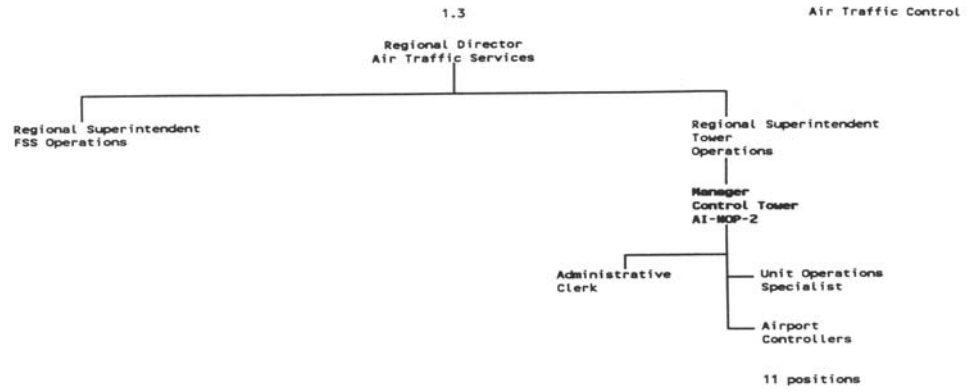 1.3
Air Traffic Control
Regional Director
Air Traffic Services
Regional Superintendent
FSS Operations
Regional Superintendent
Tower
Operations
Manager
Control Tower
AI-MOP-2
Administrative
Clerk
Unit Operations
Specialist
Airport
Controllers
11 positions